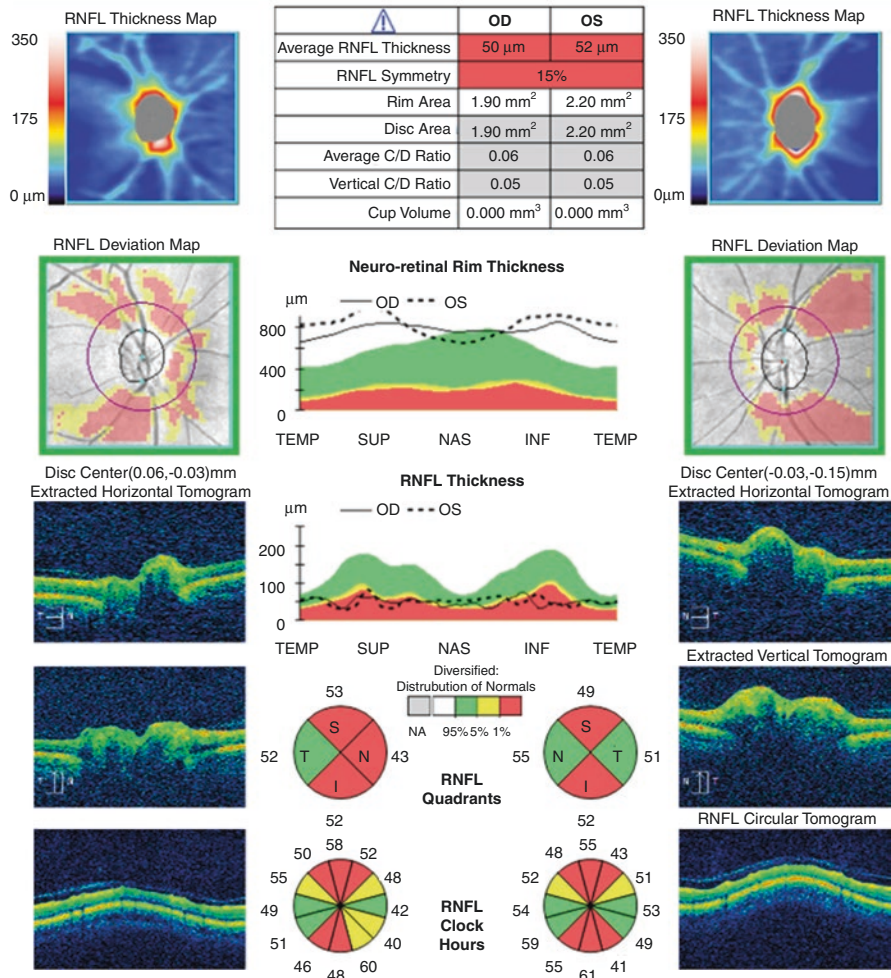 RNFL Thickness Map
350
175
0 µm
OD OS
Average RNFL Thickness 50 µm 52 µm
RNFL Symmetry 15%
Rim Area 1.90 mm² 2.20 mm²
Disc Area 1.90 mm² 2.20 mm²
Average C/D Ratio 0.06 0.06
Vertical C/D Ratio 0.05 0.05
Cup Volume 0.000 mm³ 0.000 mm³
RNFL Thickness Map
350
175
0µm
RNFL Deviation Map
Neuro-retinal Rim Thickness
µm
OD OS
800
400
0
TEMP SUP NAS INF TEMP
RNFL Deviation Map
Disc Center(0.06,-0.03)mm
Extracted Horizontal Tomogram
RNFL Thickness
µm
OD OS
200
100
0
TEMP SUP NAS INF TEMP
Disc Center(-0.03,-0.15)mm
Extracted Horizontal Tomogram
Extracted Vertical Tomogram
Diversified:
Distrubution of Normals
NA 95% 5% 1%
53
S
52 T N 43
I
52
RNFL
Quadrants
49
S
55 N T 51
I
52
RNFL Circular Tomogram
58
50 52
55 48
49 42
51 40
46 60
48
RNFL
Clock
Hours
55
48 43
52 51
54 53
59 49
55 41
61